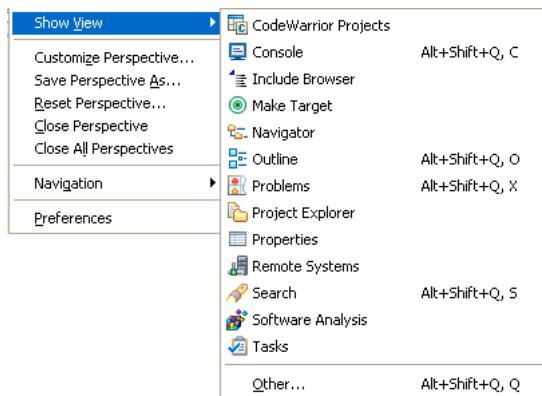 Show View
Customize Perspective...
Save Perspective As...
Reset Perspective...
Close Perspective
Close All Perspectives
Navigation
Preferences
CodeWarrior Projects
Console Alt+Shift+Q, C
Include Browser
Make Target
Navigator
Outline Alt+Shift+Q, O
Problems Alt+Shift+Q, X
Project Explorer
Properties
Remote Systems
Search Alt+Shift+Q, S
Software Analysis
Tasks
Other... Alt+Shift+Q, Q